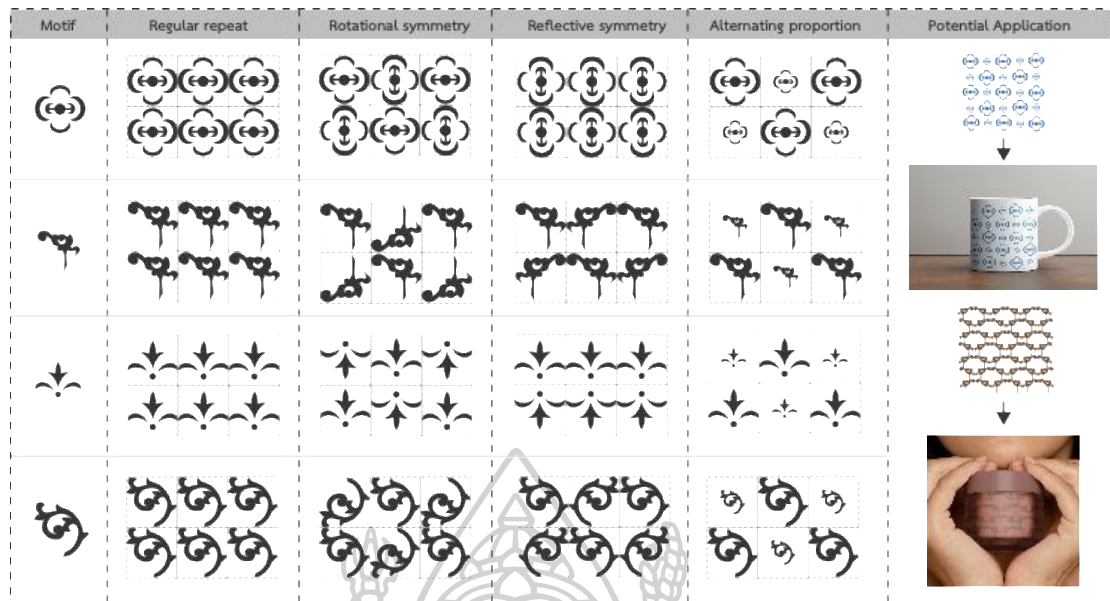 Motif
Regular repeat
Rotational symmetry
Reflective symmetry
Alternating proportion
Potential Application